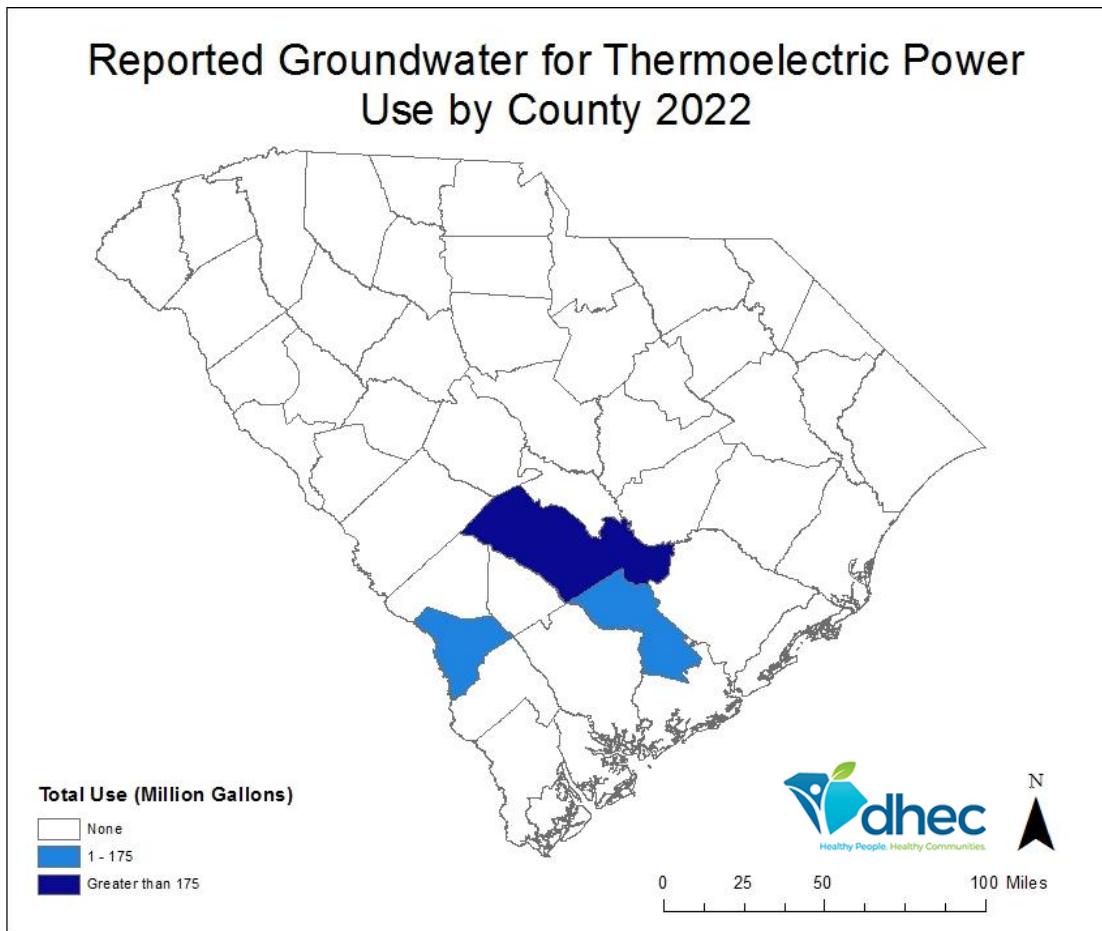 Reported Groundwater for Thermoelectric Power
Use by County 2022
Total Use (Million Gallons)
None
1 - 175
Greater than 175
dhec
Healthy People. Healthy Communities.
N
0 25 50 100 Miles